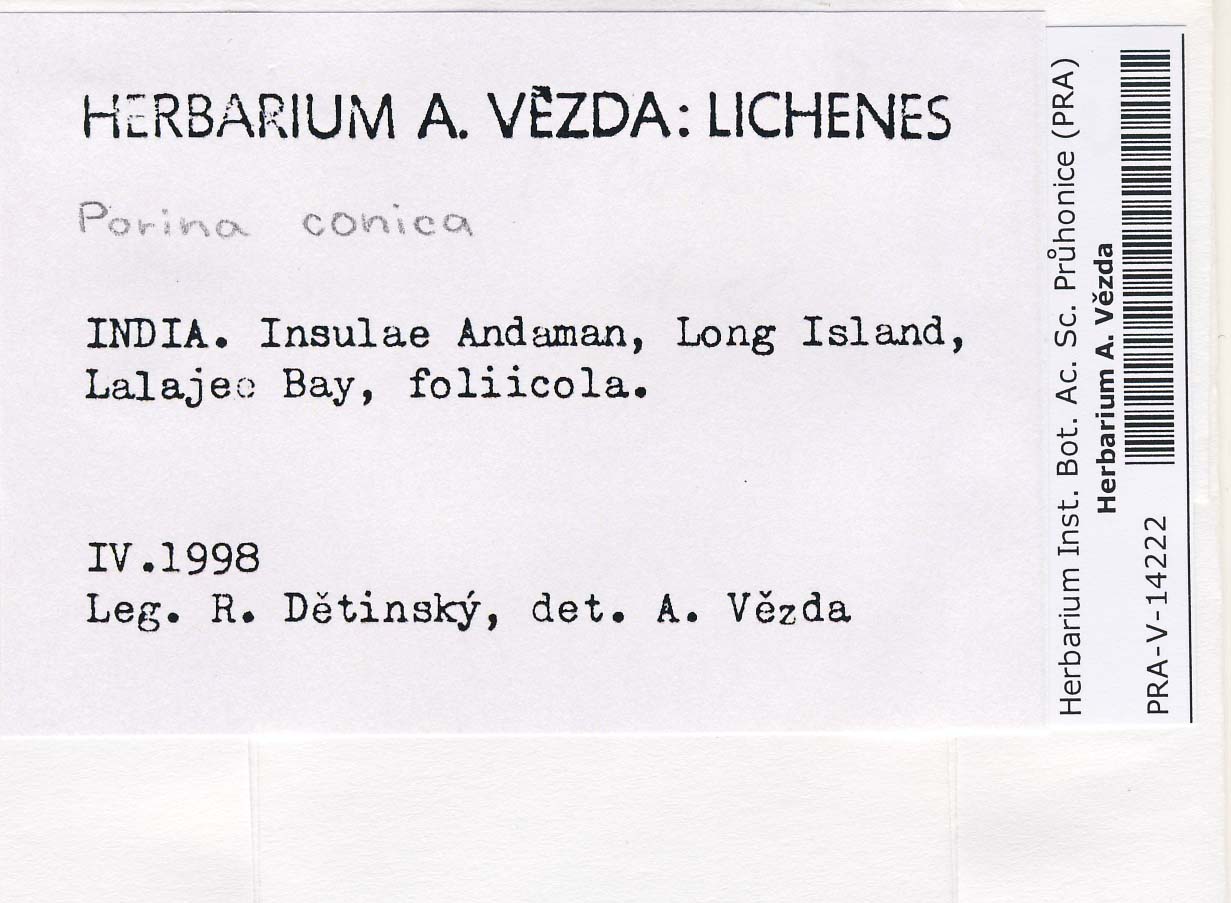 HERBARIUM A. VĚZDA: LICHENES
Porina conica
INDIA. Insulae Andaman, Long Island,
Lalajee Bay, foliicola.
IV.1998
Leg. R. Dětinský, det. A. Vězda
Herbarium Inst. Bot. Ac. Sc. Průhonice (PRA)
Herbarium A. Vězda
PRA-V-14222